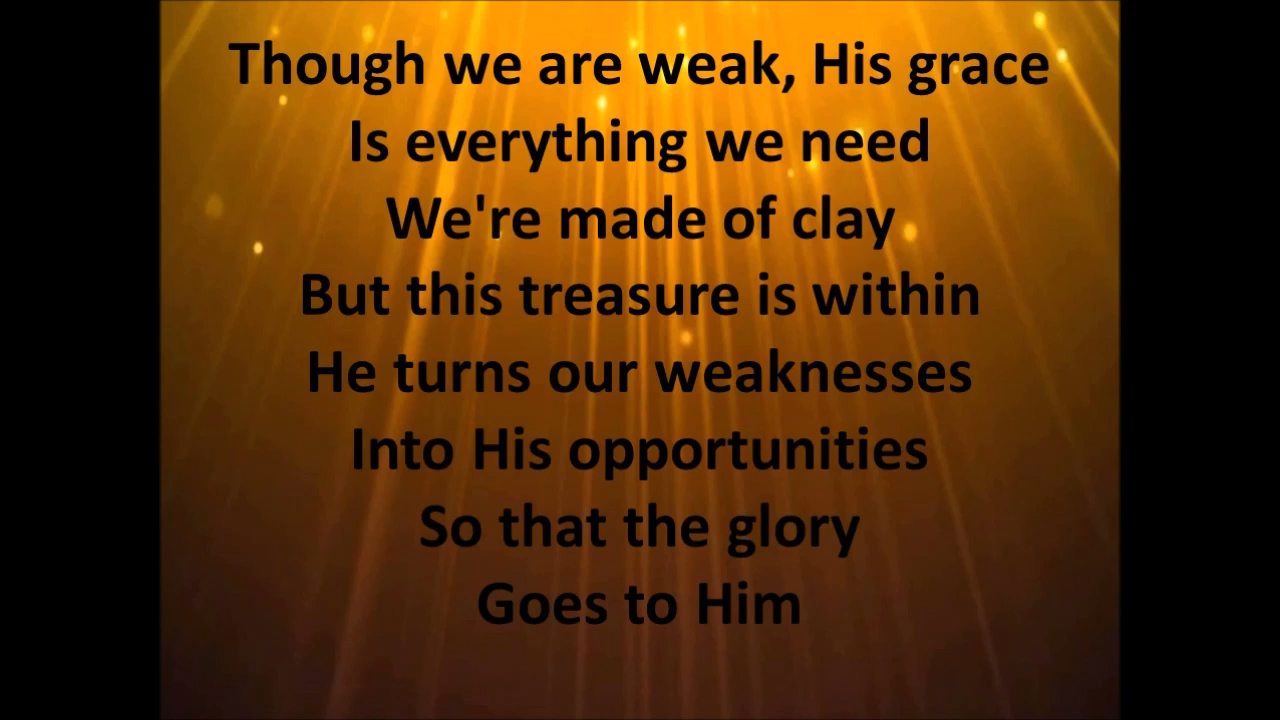 Though we are weak, His grace
Is everything we need
We're made of clay
But this treasure is within
He turns our weaknesses
Into His opportunities
So that the glory
Goes to Him